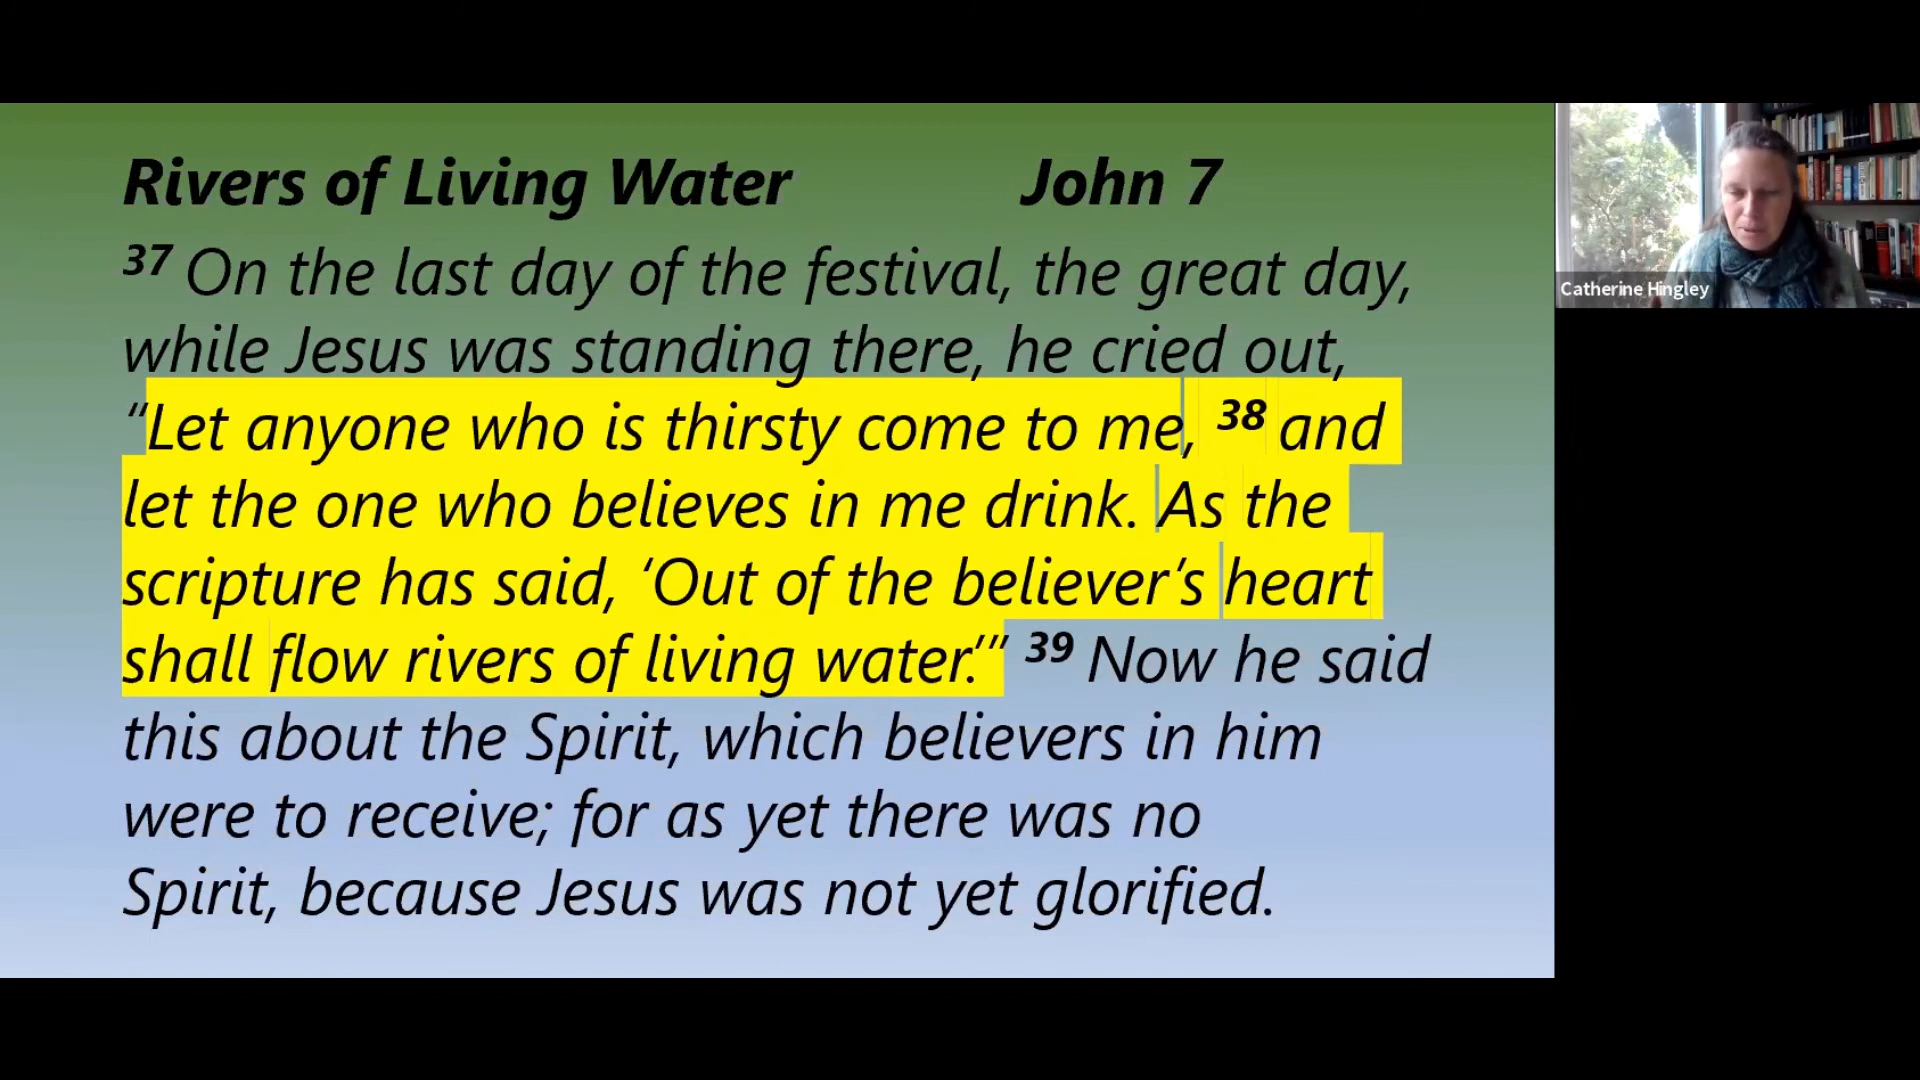 Rivers of Living Water John 7
37 On the last day of the festival, the great day,
while Jesus was standing there, he cried out,
“Let anyone who is thirsty come to me, 38 and
let the one who believes in me drink. As the
scripture has said, ‘Out of the believer’s heart
shall flow rivers of living water.’” 39 Now he said
this about the Spirit, which believers in him
were to receive; for as yet there was no
Spirit, because Jesus was not yet glorified.
Catherine Hingley